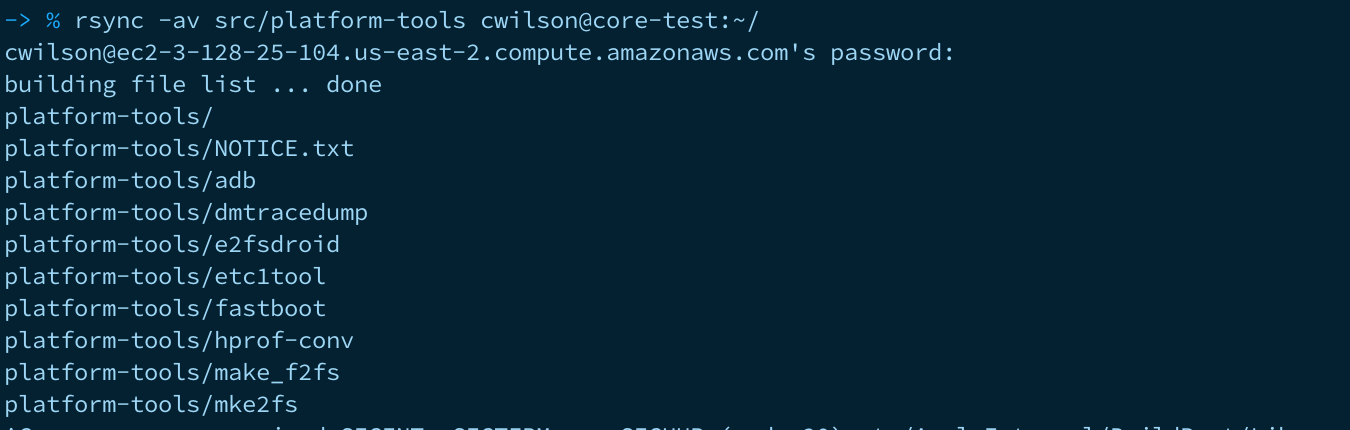 -> % rsync -av src/platform-tools cwilson@core-test:~/
cwilson@ec2-3-128-25-104.us-east-2.compute.amazonaws.com's password:
building file list ... done
platform-tools/
platform-tools/NOTICE.txt
platform-tools/adb
platform-tools/dmtracedump
platform-tools/e2fsdroid
platform-tools/etc1tool
platform-tools/fastboot
platform-tools/hprof-conv
platform-tools/make_f2fs
platform-tools/mke2fs